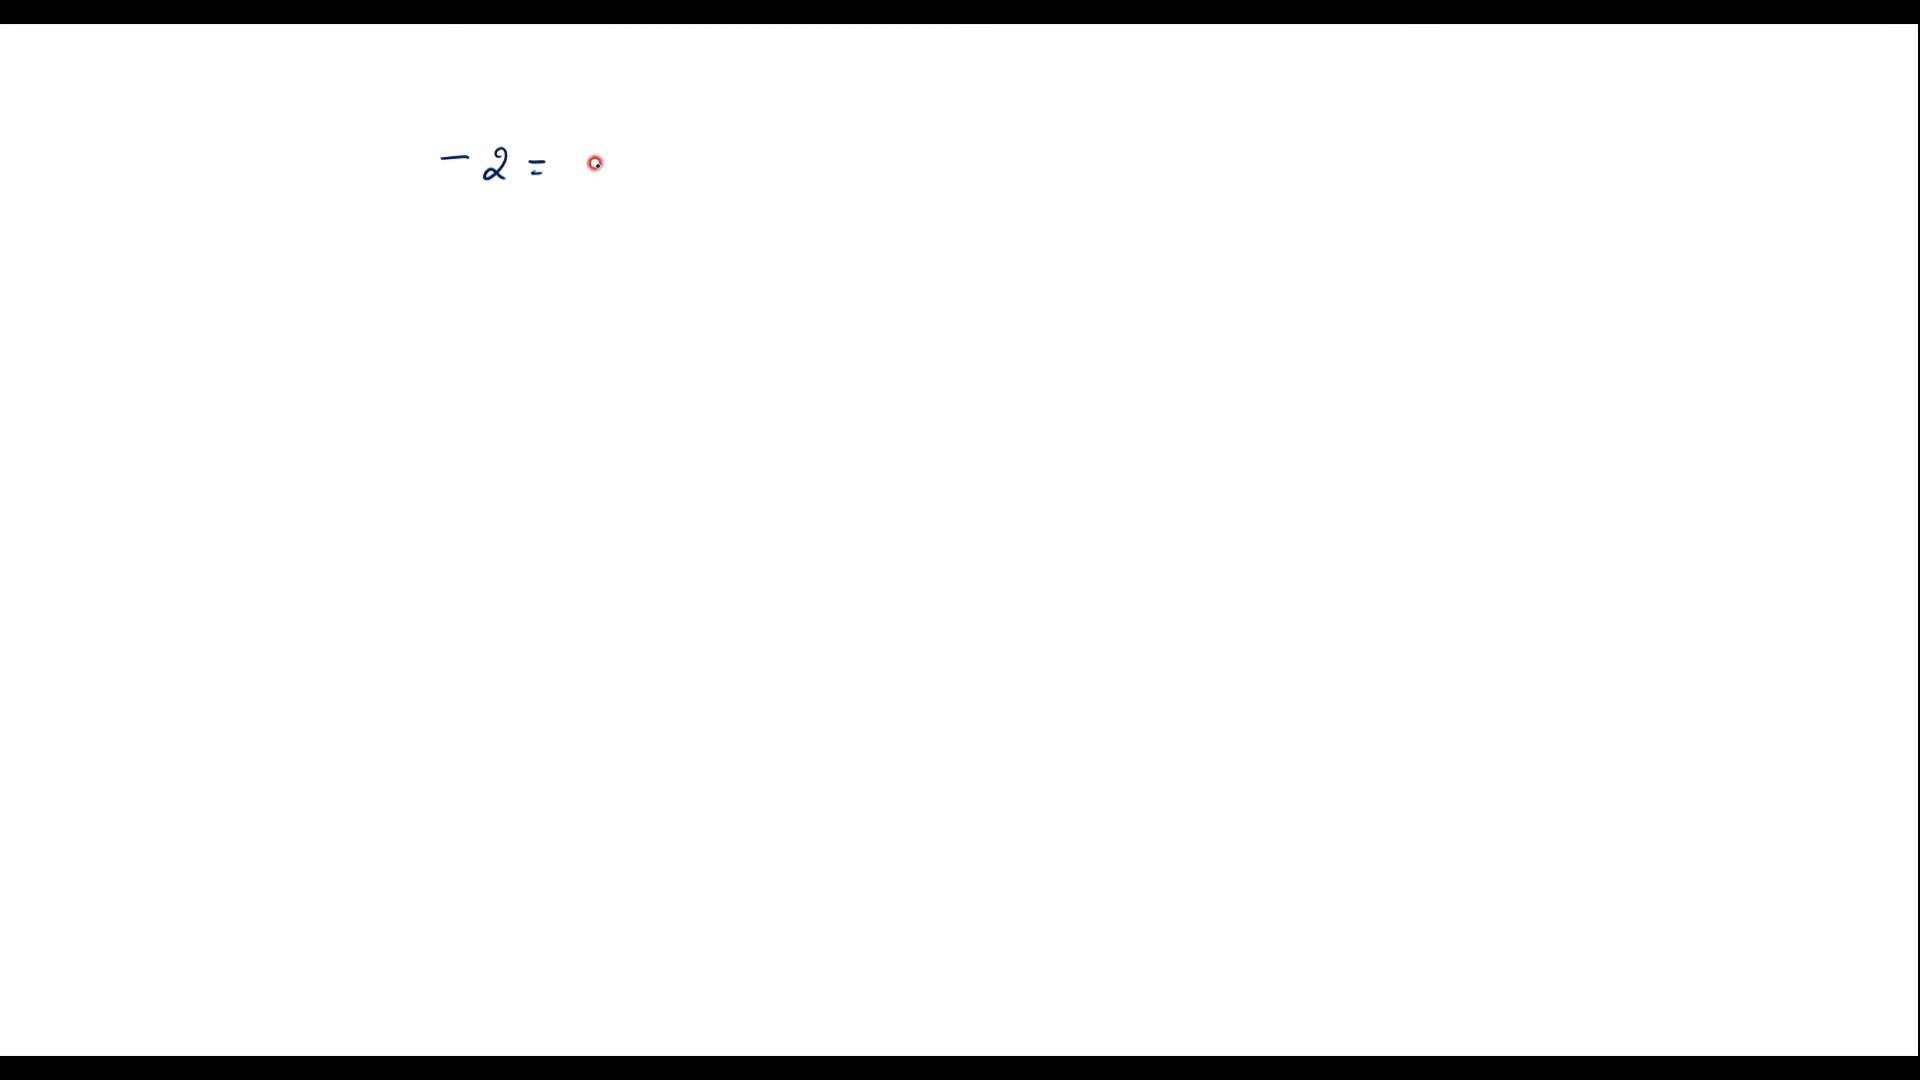 - 2 =